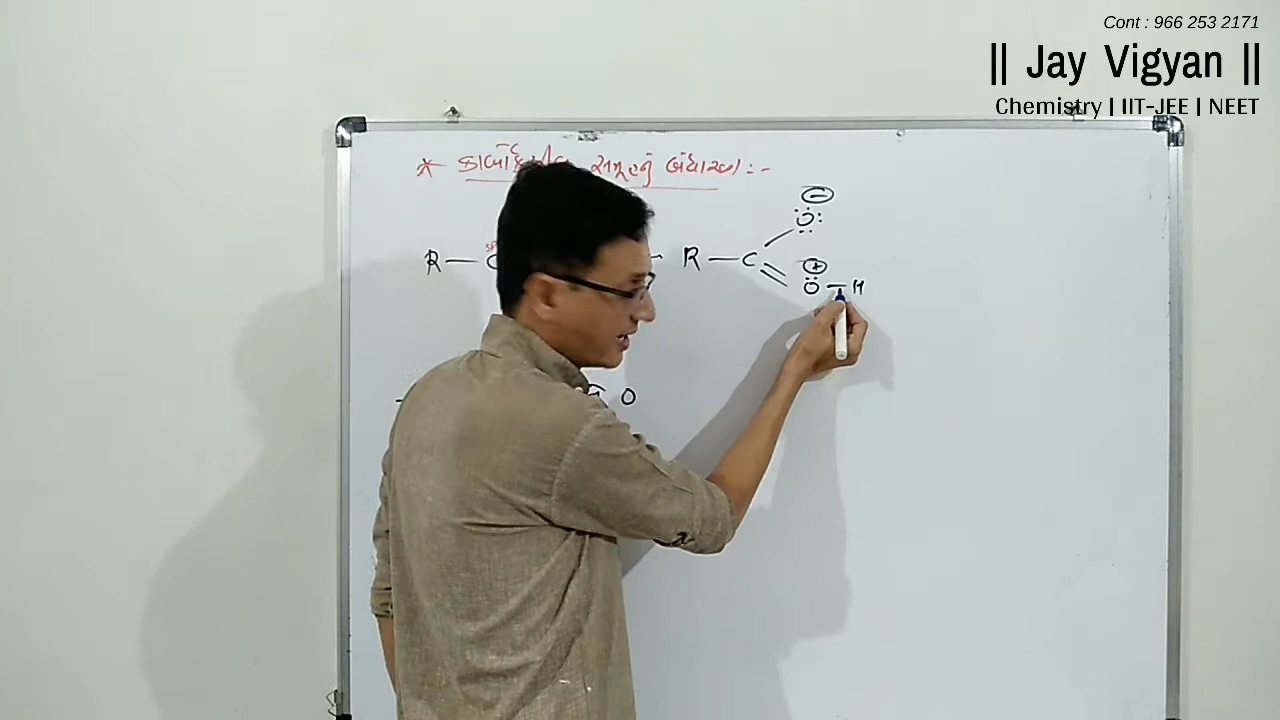 Cont : 966 253 2171
|| Jay Vigyan ||
Chemistry | IIT-JEE | NEET
* સમૂહનું બંધારણ :-
R — C — R — C = O — H
O
O